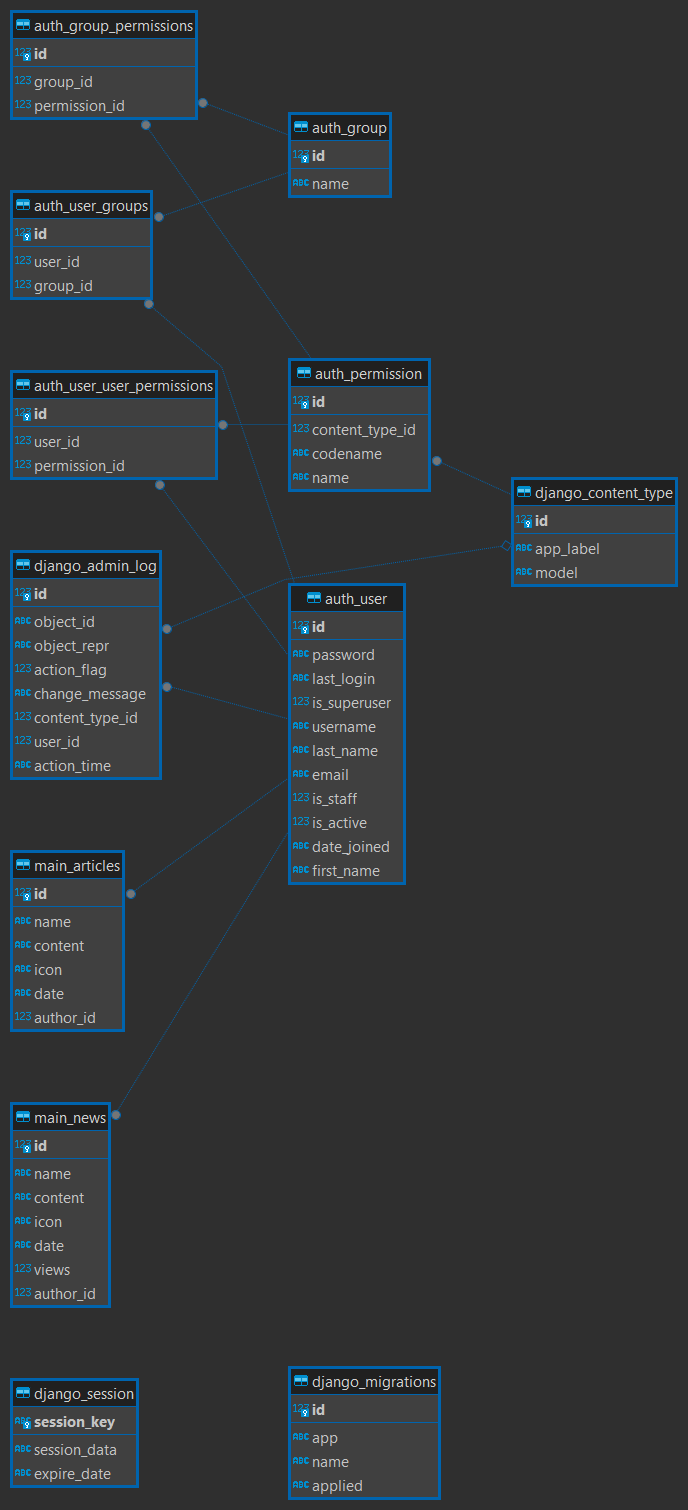 auth_group_permissions
123 id
123 group_id
123 permission_id
auth_group
123 id
ABC name
auth_user_groups
123 id
123 user_id
123 group_id
auth_user_user_permissions
123 id
123 user_id
123 permission_id
auth_permission
123 id
123 content_type_id
ABC codename
ABC name
django_content_type
123 id
ABC app_label
ABC model
django_admin_log
123 id
ABC object_id
ABC object_repr
123 action_flag
ABC change_message
123 content_type_id
123 user_id
ABC action_time
auth_user
123 id
ABC password
ABC last_login
123 is_superuser
ABC username
ABC last_name
ABC email
123 is_staff
123 is_active
ABC date_joined
ABC first_name
main_articles
123 id
ABC name
ABC content
ABC icon
ABC date
123 author_id
main_news
123 id
ABC name
ABC content
ABC icon
ABC date
123 views
123 author_id
django_session
ABC session_key
ABC session_data
ABC expire_date
django_migrations
123 id
ABC app
ABC name
ABC applied